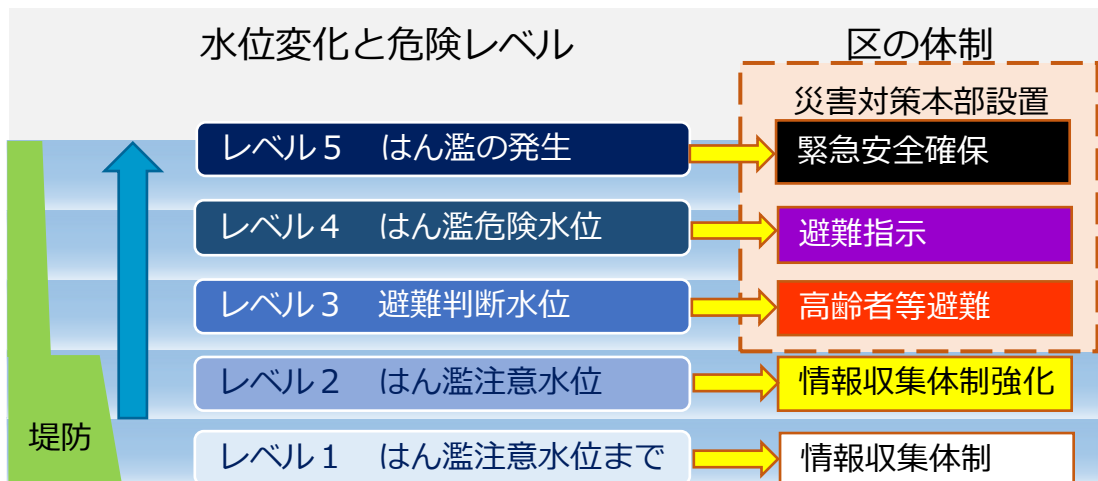 水位変化と危険レベル 区の体制
災害対策本部設置
レベル５ はん濫の発生 緊急安全確保
レベル４ はん濫危険水位 避難指示
レベル３ 避難判断水位 高齢者等避難
レベル２ はん濫注意水位 情報収集体制強化
堤防
レベル１ はん濫注意水位まで 情報収集体制